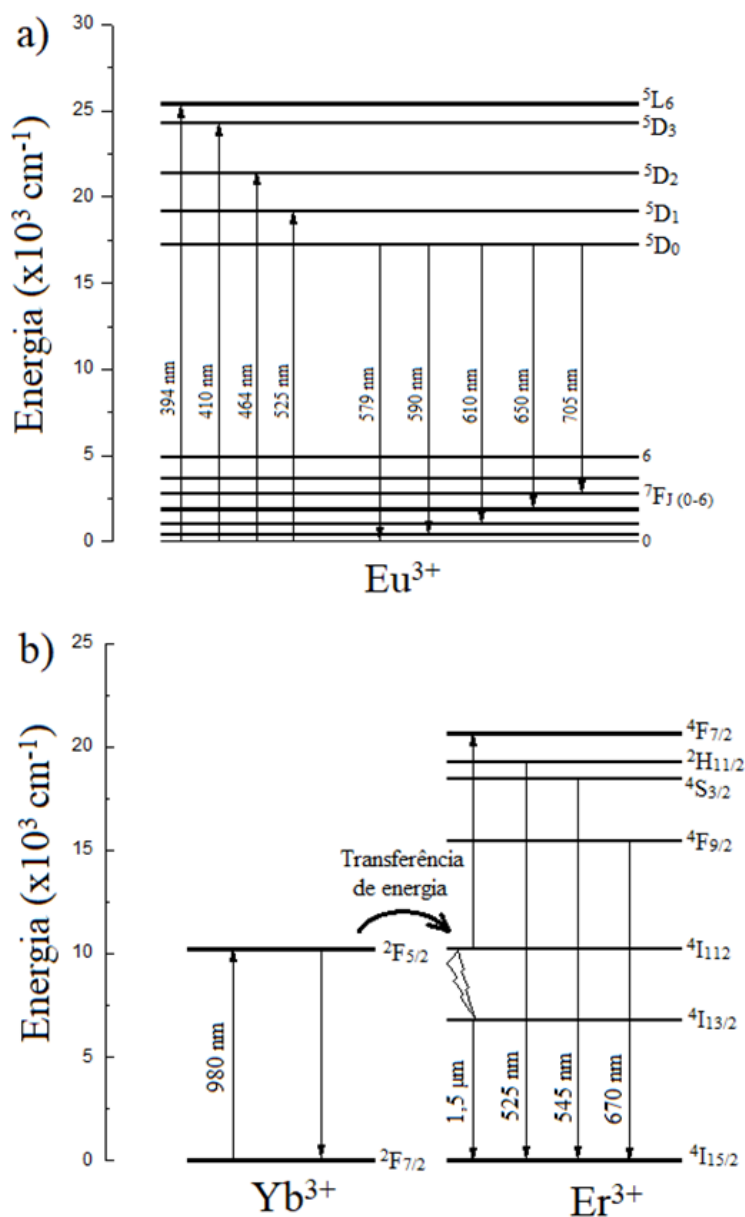 a)
Energia (x10³ cm⁻¹)
30
25
20
15
10
5
0
⁵L₆
⁵D₃
⁵D₂
⁵D₁
⁵D₀
394 nm
410 nm
464 nm
525 nm
579 nm
590 nm
610 nm
650 nm
705 nm
6
⁷F_J (0-6)
0
Eu³⁺
b)
Energia (x10³ cm⁻¹)
25
20
15
10
5
0
⁴F₇/₂
²H₁₁/₂
⁴S₃/₂
⁴F₉/₂
Transferência
de energia
²F₅/₂
⁴I₁₁₂
⁴I₁₃/₂
980 nm
1,5 µm
525 nm
545 nm
670 nm
²F₇/₂
⁴I₁₅/₂
Yb³⁺
Er³⁺